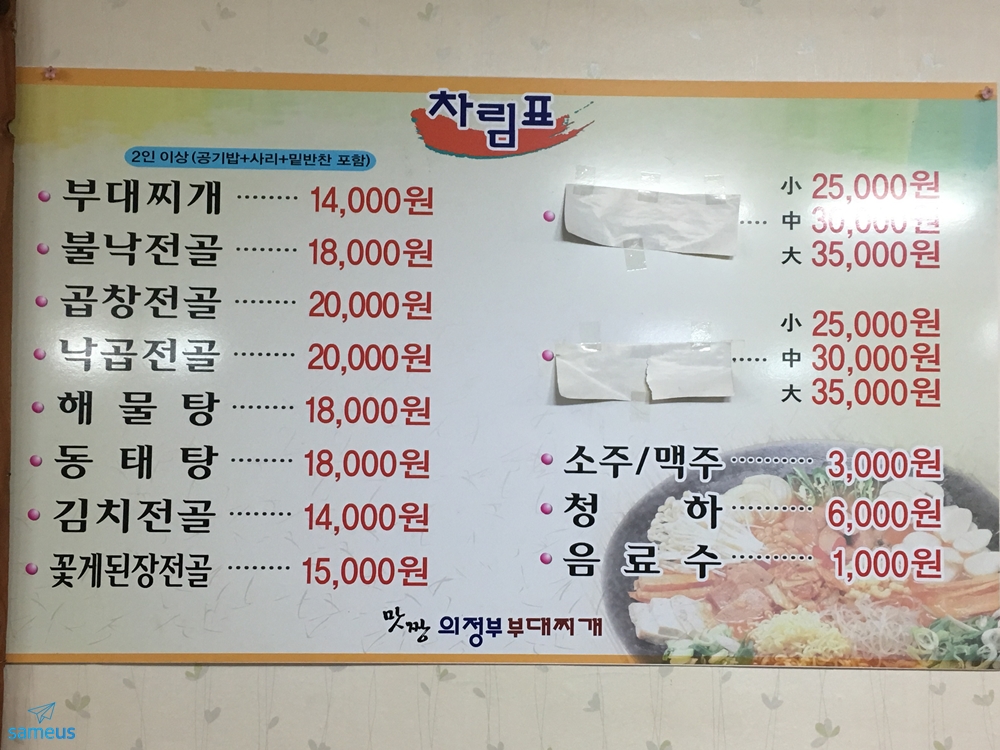 차림표
2인 이상(공기밥+사리+밑반찬 포함)
부대찌개 ········ 14,000원
불낙전골 ········ 18,000원
곱창전골 ········ 20,000원
낙곱전골 ········ 20,000원
해물탕 ········ 18,000원
동태탕 ········ 18,000원
김치전골 ········ 14,000원
꽃게된장전골 ········ 15,000원
小 25,000원
···· 中 30,000원
大 35,000원
小 25,000원
····· 中 30,000원
大 35,000원
소주/맥주 ·········· 3,000원
청하 ·········· 6,000원
음료수 ·········· 1,000원
맛짱 의정부부대찌개
sameus